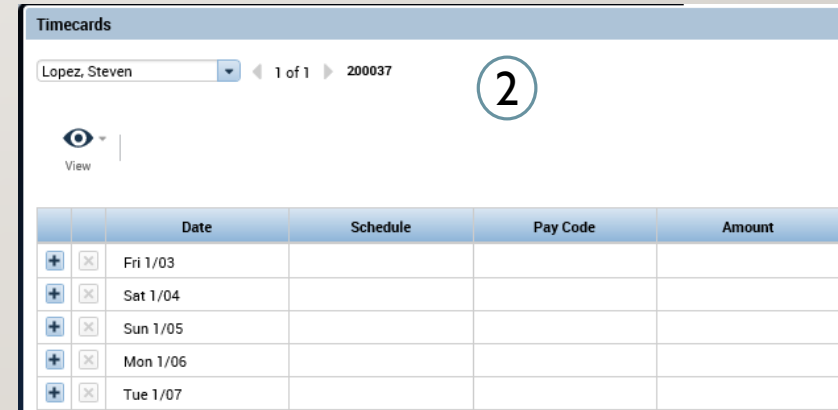 Timecards
Lopez, Steven 1 of 1 200037
2
View
Date Schedule Pay Code Amount
Fri 1/03
Sat 1/04
Sun 1/05
Mon 1/06
Tue 1/07